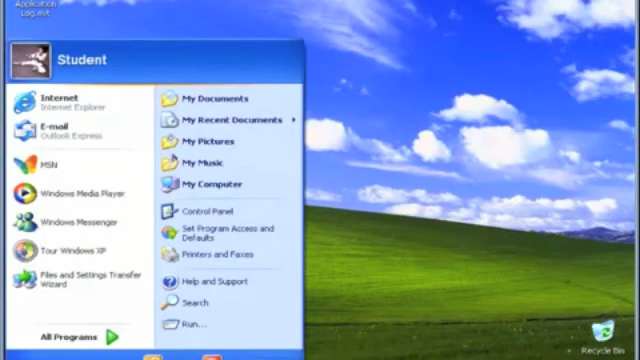 Application
Log.evt
Student
Internet
Internet Explorer
E-mail
Outlook Express
MSN
Windows Media Player
Windows Messenger
Tour Windows XP
Files and Settings Transfer
Wizard
All Programs
My Documents
My Recent Documents
My Pictures
My Music
My Computer
Control Panel
Set Program Access and
Defaults
Printers and Faxes
Help and Support
Search
Run...
Recycle Bin